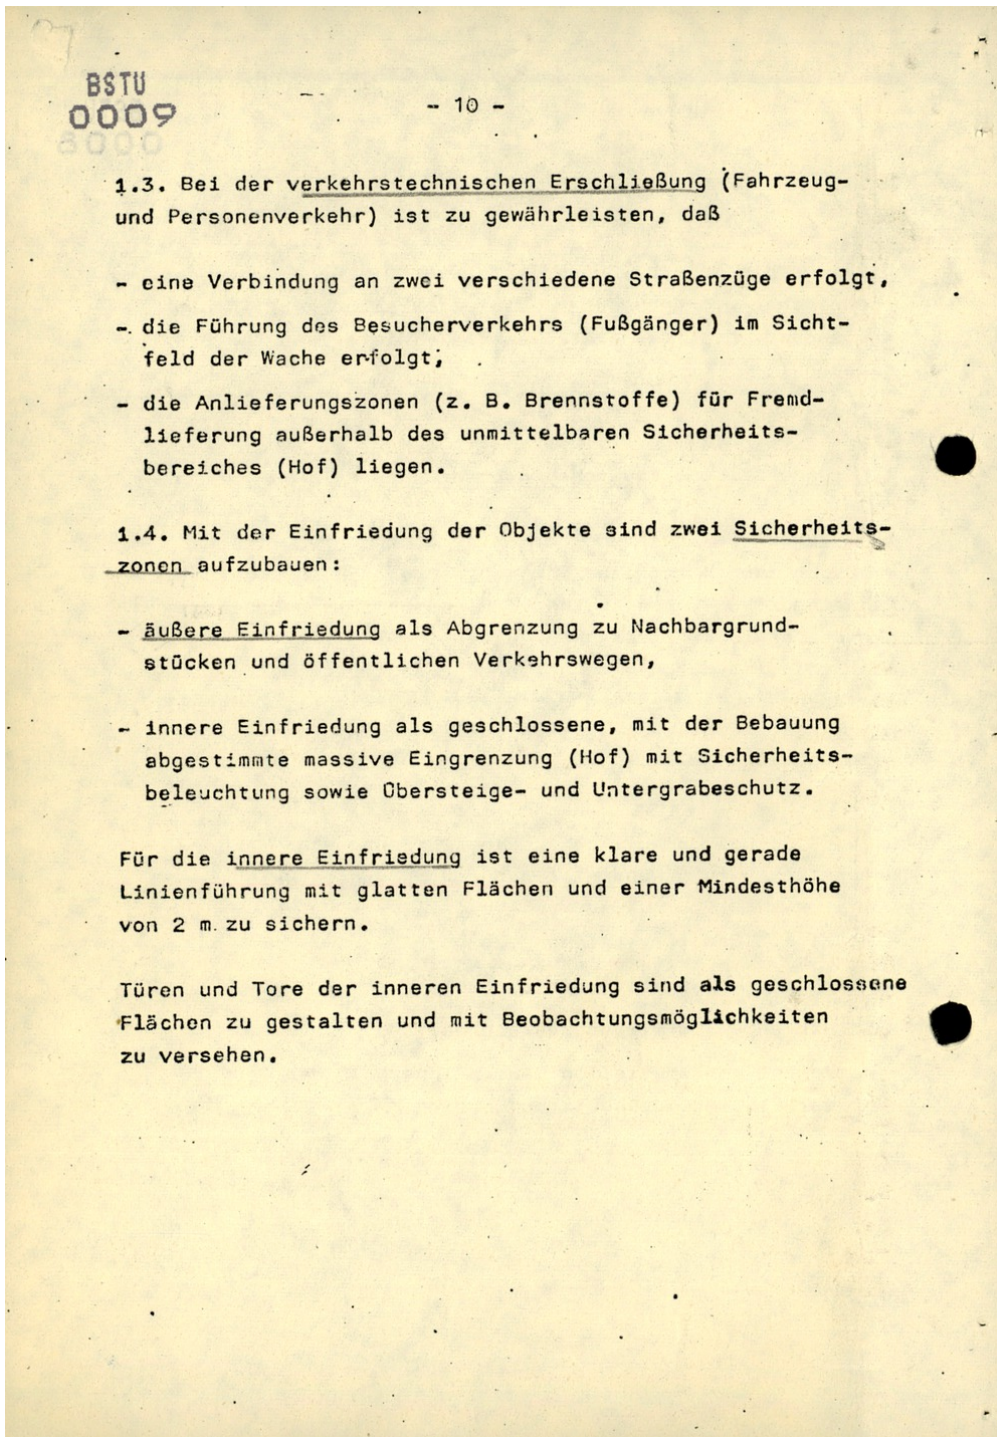 BSTU
0009
- 10 -
1.3. Bei der verkehrstechnischen Erschließung (Fahrzeug-
und Personenverkehr) ist zu gewährleisten, daß
- eine Verbindung an zwei verschiedene Straßenzüge erfolgt,
- die Führung des Besucherverkehrs (Fußgänger) im Sicht-
feld der Wache erfolgt,
- die Anlieferungszonen (z. B. Brennstoffe) für Fremd-
lieferung außerhalb des unmittelbaren Sicherheits-
bereiches (Hof) liegen.
1.4. Mit der Einfriedung der Objekte sind zwei Sicherheits-
zonen aufzubauen:
- äußere Einfriedung als Abgrenzung zu Nachbargrund-
stücken und öffentlichen Verkehrswegen,
- innere Einfriedung als geschlossene, mit der Bebauung
abgestimmte massive Eingrenzung (Hof) mit Sicherheits-
beleuchtung sowie Übersteige- und Untergrabeschutz.
Für die innere Einfriedung ist eine klare und gerade
Linienführung mit glatten Flächen und einer Mindesthöhe
von 2 m zu sichern.
Türen und Tore der inneren Einfriedung sind als geschlossene
Flächen zu gestalten und mit Beobachtungsmöglichkeiten
zu versehen.